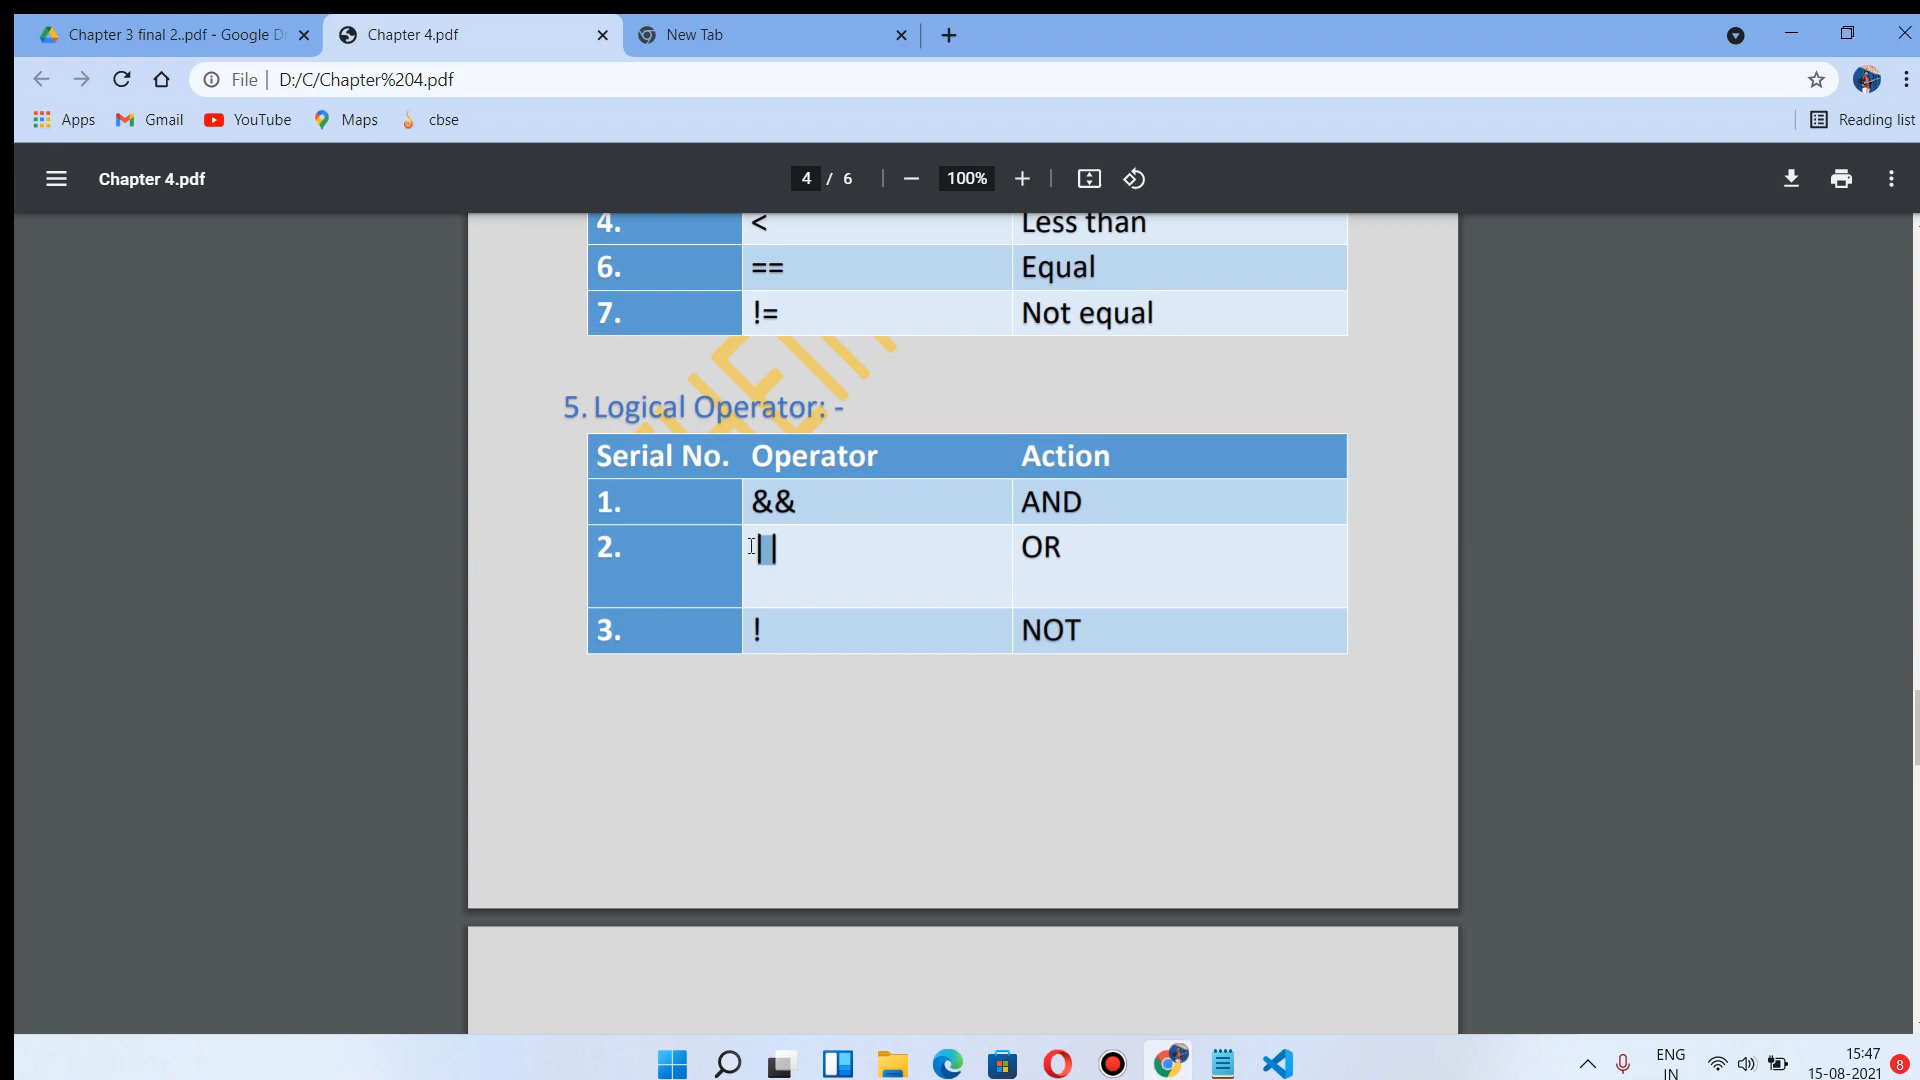 Chapter 3 final 2..pdf - Google D
Chapter 4.pdf
New Tab
File
D:/C/Chapter%204.pdf
Apps
Gmail
YouTube
Maps
cbse
Reading list
Chapter 4.pdf
4 / 6
100%
4. < Less than
6. == Equal
7. != Not equal
5. Logical Operator: -
Serial No. Operator Action
1. && AND
2. || OR
3. ! NOT
ENG
IN
15:47
15-08-2021
8